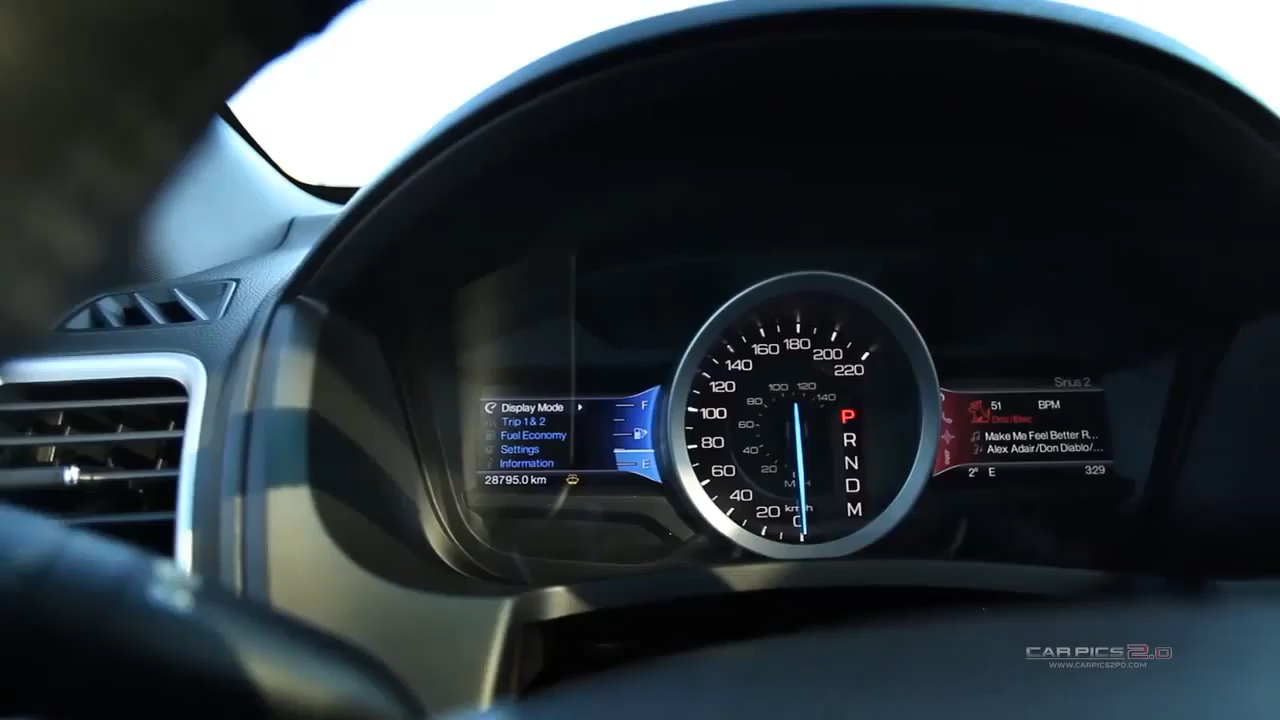 Display Mode
Trip 1 & 2
Fuel Economy
Settings
Information
28795.0 km
F
E
220
200
180
160
140
120
100
80
60
40
20
0
km/h
140
120
100
80
60
40
20
P
R
N
D
M
Sirius 2
51 BPM
Make Me Feel Better R...
Alex Adair/Don Diablo/...
2° E 3:29
CAR PICS 2.0
WWW.CARPICS2PO.COM